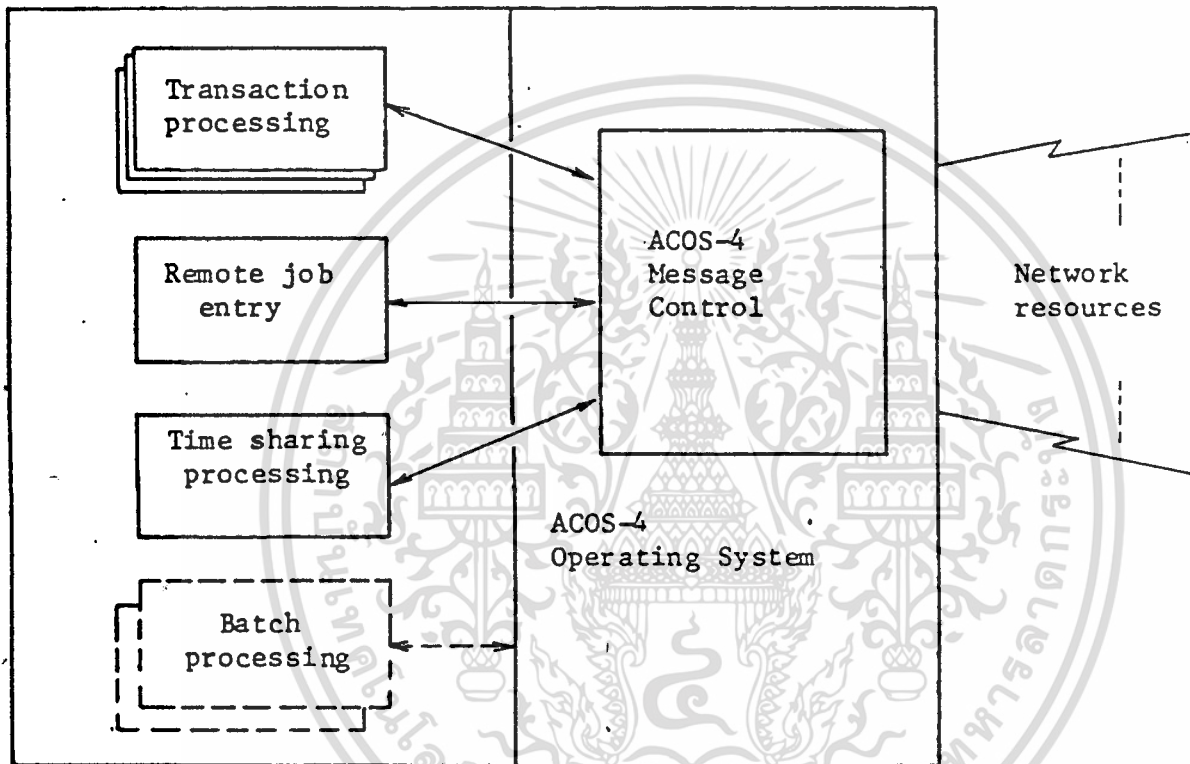 Transaction
processing
Remote job
entry
Time sharing
processing
Batch
processing
ACOS-4
Message
Control
ACOS-4
Operating System
Network
resources